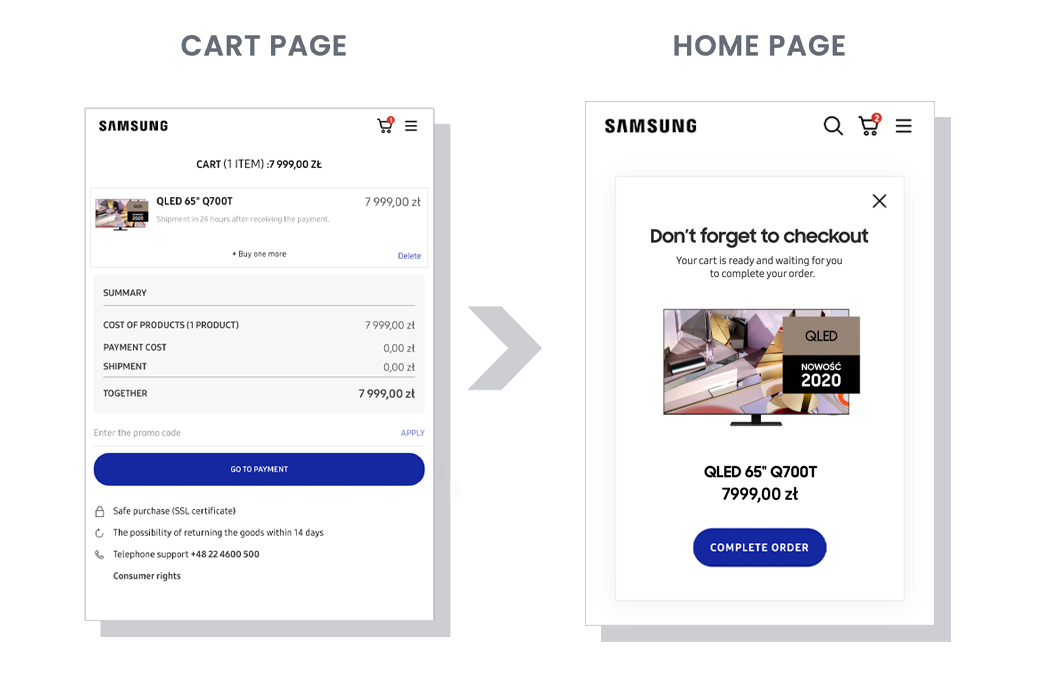 CART PAGE
HOME PAGE
SAMSUNG
1
CART (1 ITEM) :7 999,00 ZŁ
QLED
NOWOŚĆ
2020
QLED 65" Q700T
7 999,00 zł
Shipment in 24 hours after receiving the payment.
+ Buy one more
Delete
SUMMARY
COST OF PRODUCTS (1 PRODUCT)
7 999,00 zł
PAYMENT COST
0,00 zł
SHIPMENT
0,00 zł
TOGETHER
7 999,00 zł
Enter the promo code
APPLY
GO TO PAYMENT
Safe purchase (SSL certificate)
The possibility of returning the goods within 14 days
Telephone support +48 22 4600 500
Consumer rights
SAMSUNG
2
Don't forget to checkout
Your cart is ready and waiting for you
to complete your order.
QLED
NOWOŚĆ
2020
QLED 65" Q700T
7999,00 zł
COMPLETE ORDER